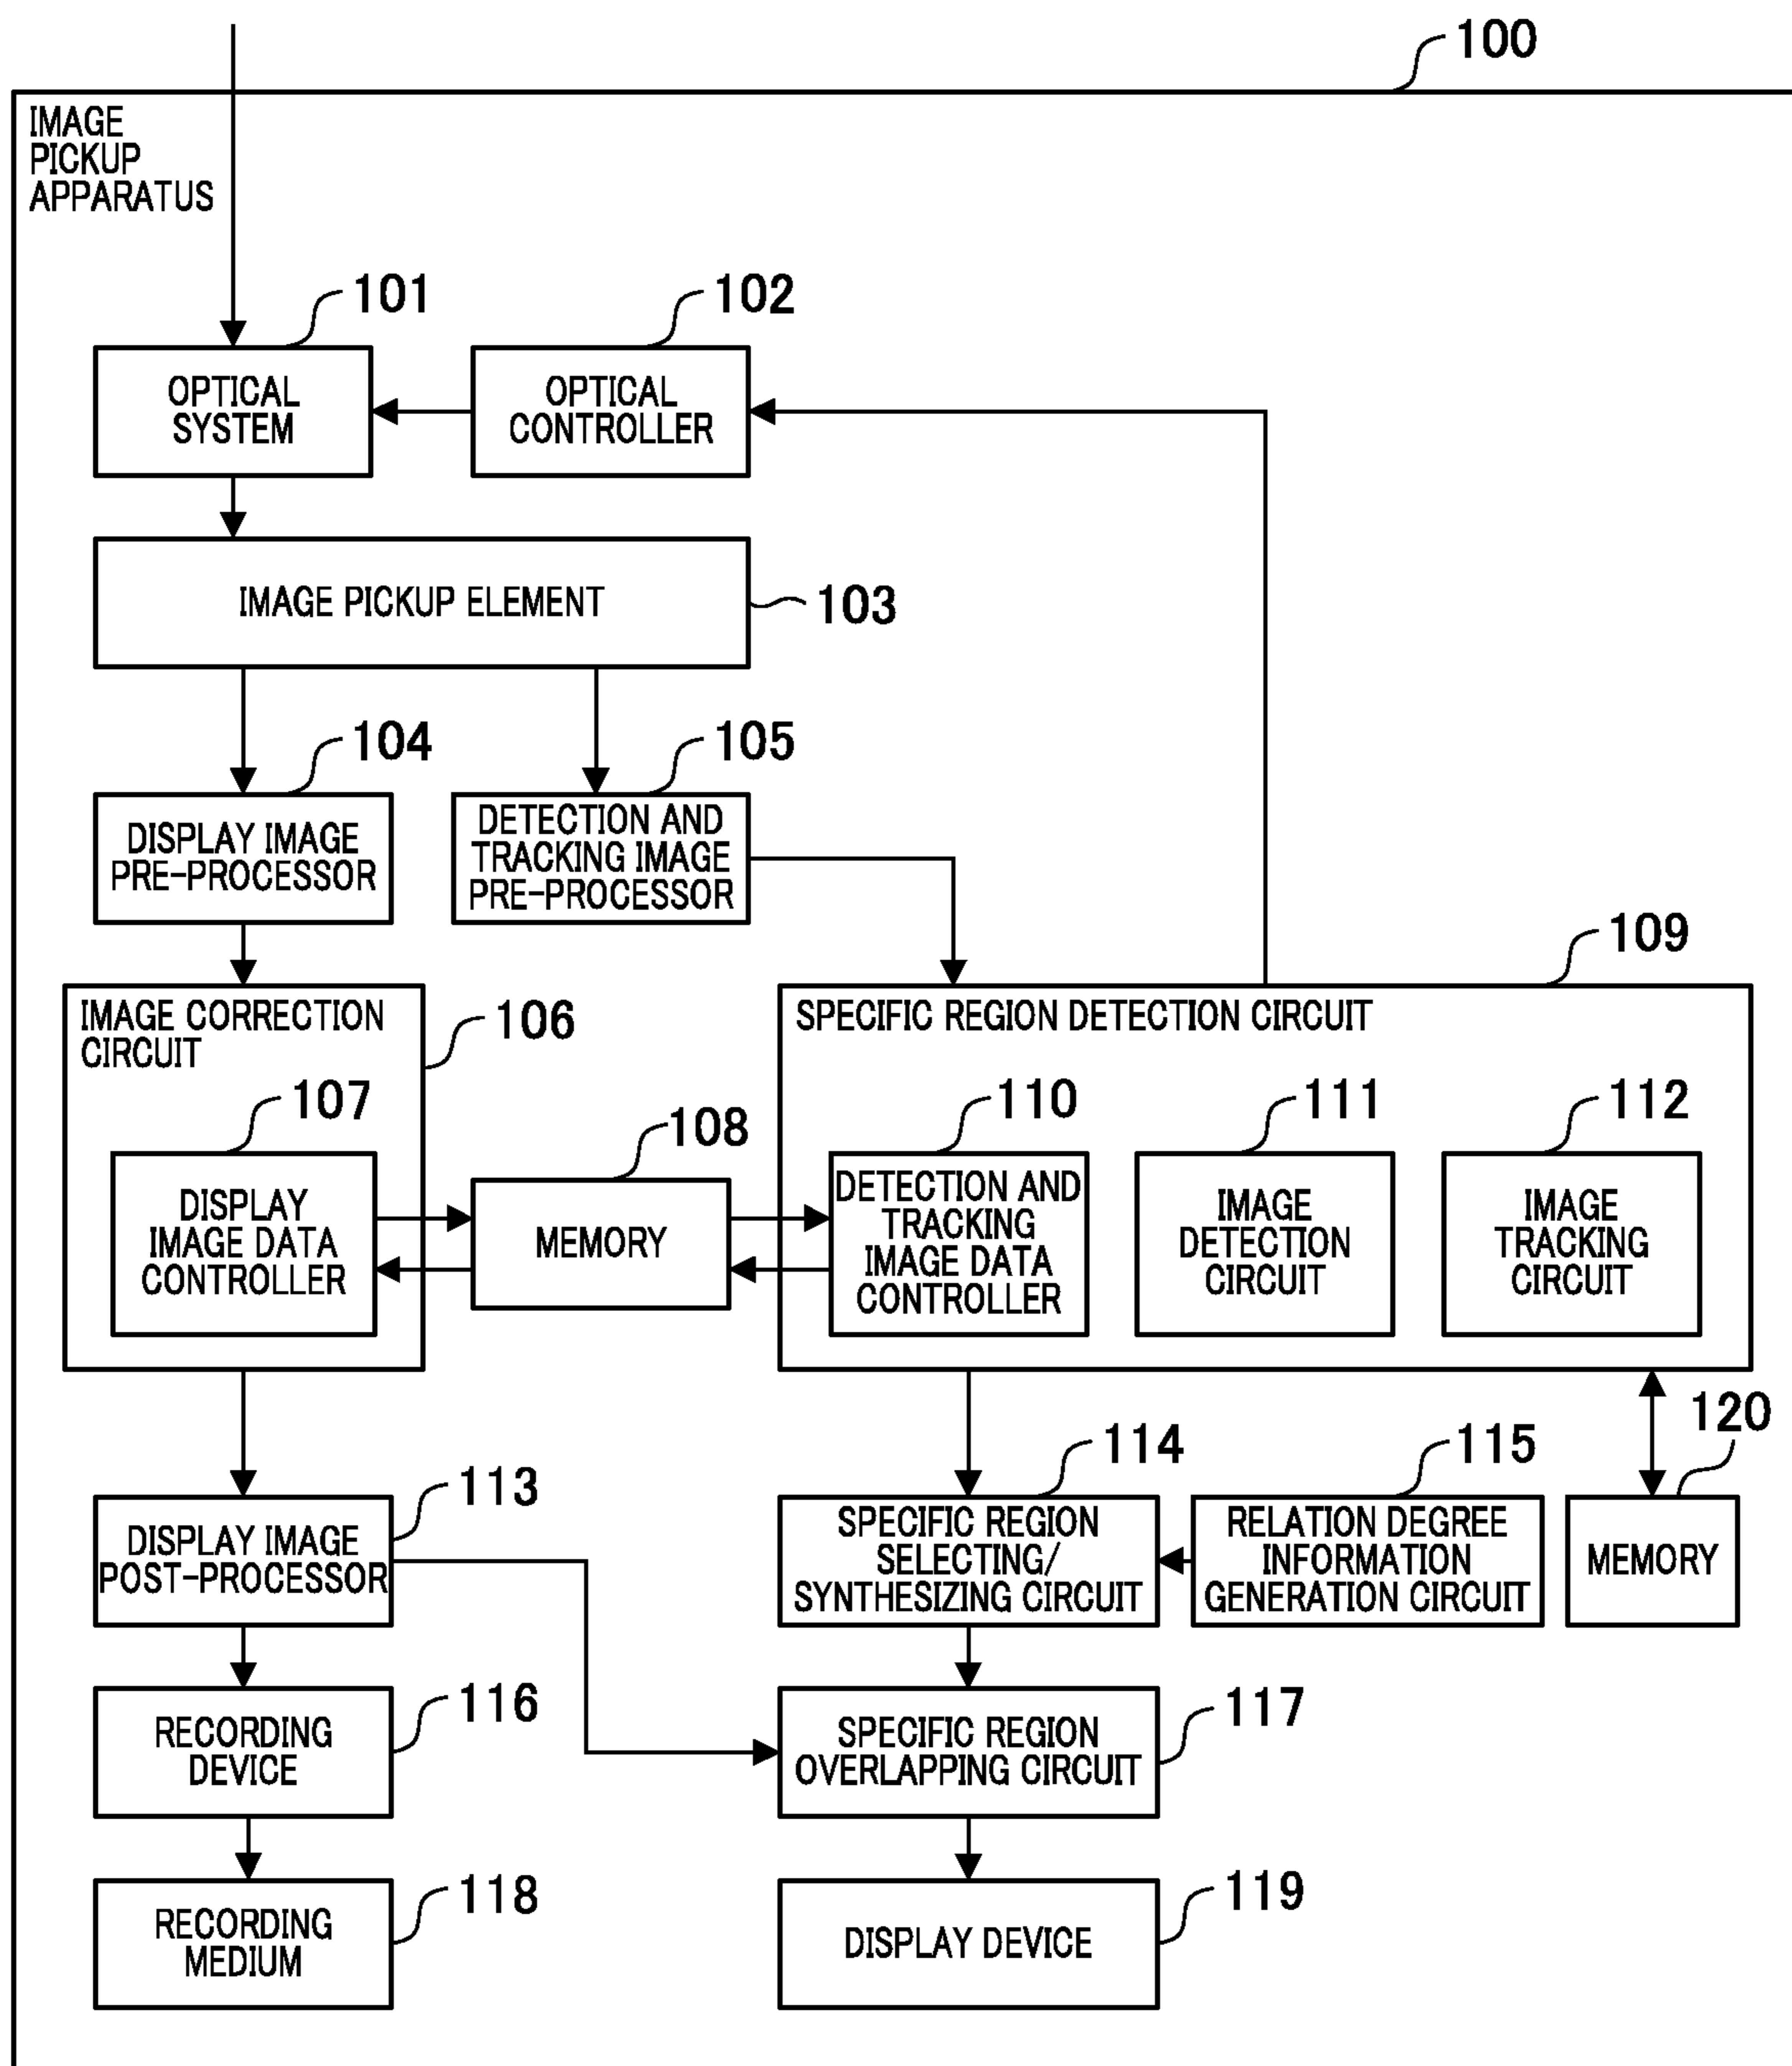 100
IMAGE
PICKUP
APPARATUS
101
102
OPTICAL
SYSTEM
OPTICAL
CONTROLLER
IMAGE PICKUP ELEMENT
103
104
105
DISPLAY IMAGE
PRE-PROCESSOR
DETECTION AND
TRACKING IMAGE
PRE-PROCESSOR
109
IMAGE CORRECTION
CIRCUIT
106
SPECIFIC REGION DETECTION CIRCUIT
107
108
110
111
112
DISPLAY
IMAGE DATA
CONTROLLER
MEMORY
DETECTION AND
TRACKING
IMAGE DATA
CONTROLLER
IMAGE
DETECTION
CIRCUIT
IMAGE
TRACKING
CIRCUIT
120
113
114
115
DISPLAY IMAGE
POST-PROCESSOR
SPECIFIC REGION
SELECTING/
SYNTHESIZING CIRCUIT
RELATION DEGREE
INFORMATION
GENERATION CIRCUIT
MEMORY
116
117
RECORDING
DEVICE
SPECIFIC REGION
OVERLAPPING CIRCUIT
118
119
RECORDING
MEDIUM
DISPLAY DEVICE